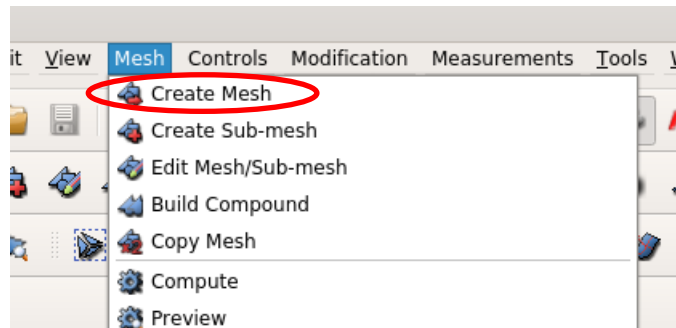 it View Mesh Controls Modification Measurements Tools
Create Mesh
Create Sub-mesh
Edit Mesh/Sub-mesh
Build Compound
Copy Mesh
Compute
Preview